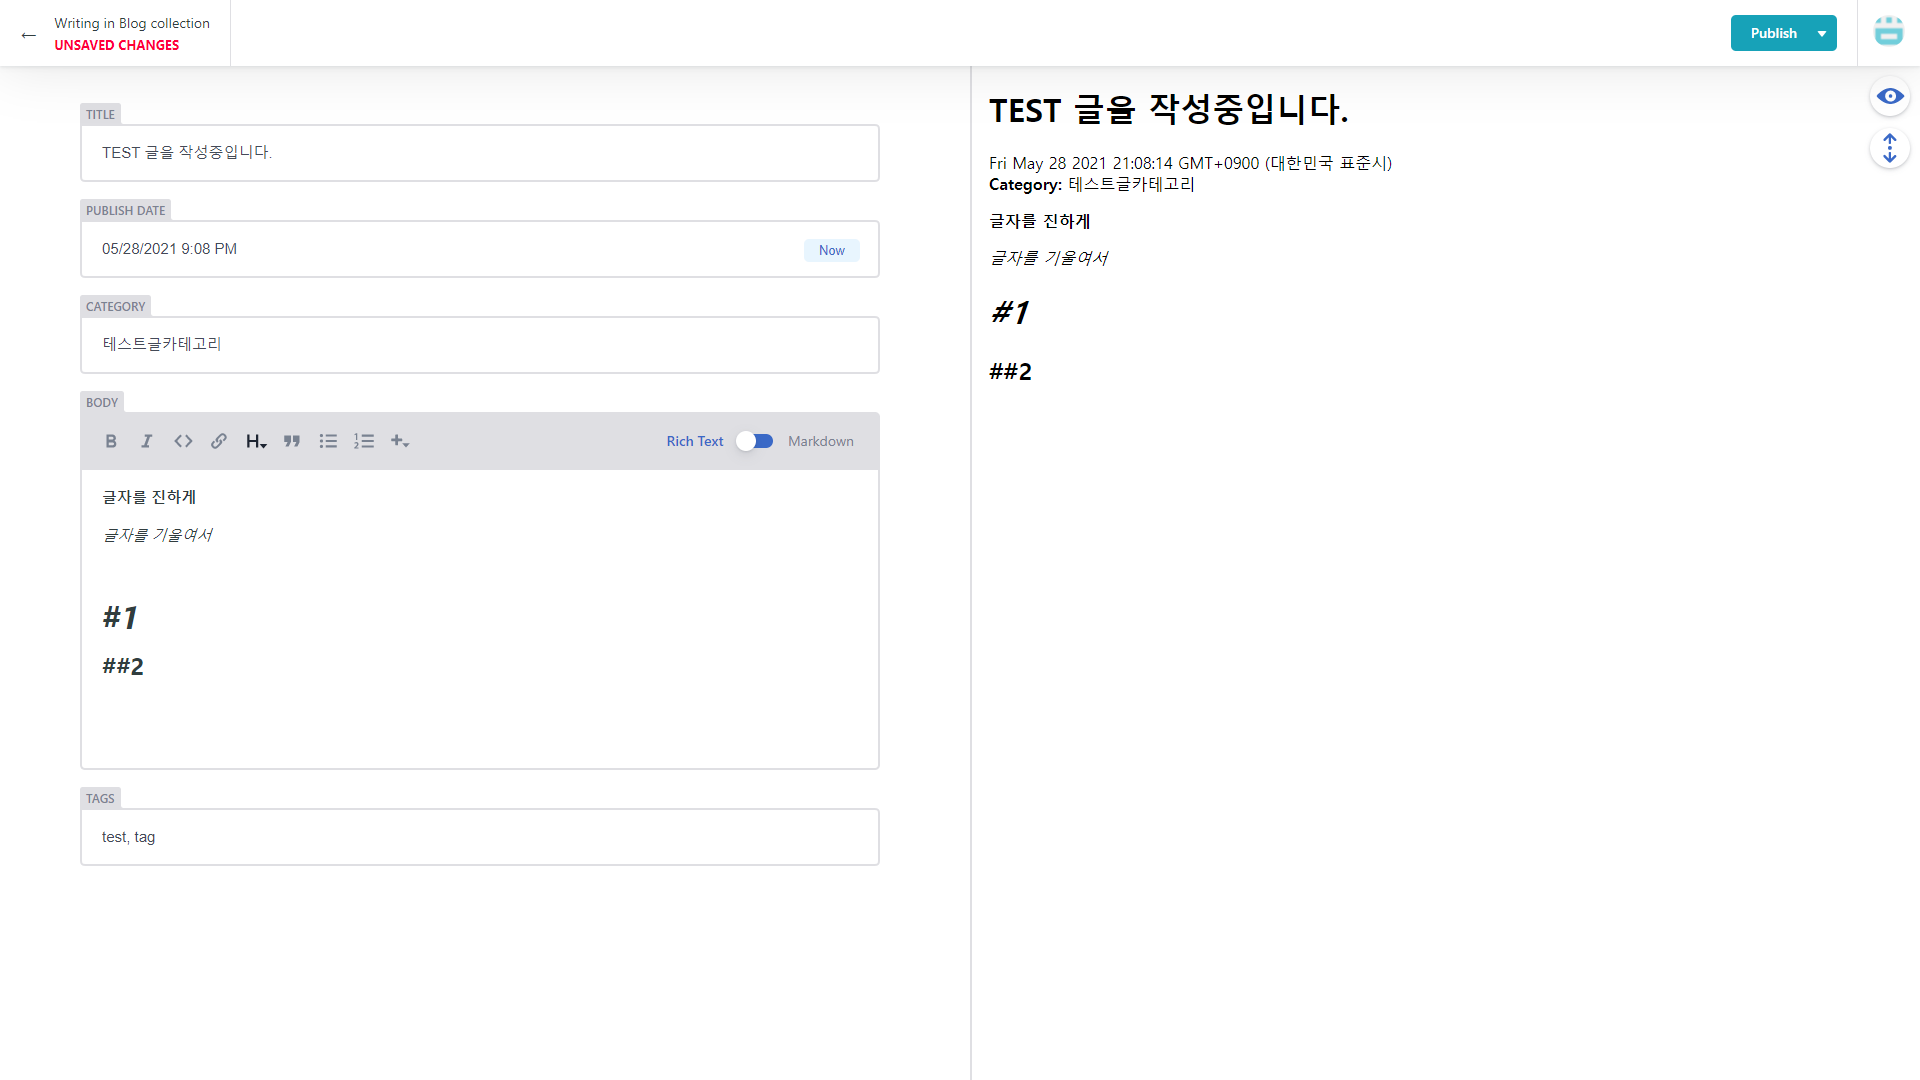 Writing in Blog collection
UNSAVED CHANGES
Publish
TITLE
TEST 글을 작성중입니다.
PUBLISH DATE
05/28/2021 9:08 PM
Now
CATEGORY
테스트글카테고리
BODY
B I <> H
Rich Text
Markdown
글자를 진하게
글자를 기울여서
#1
##2
TAGS
test, tag
TEST 글을 작성중입니다.
Fri May 28 2021 21:08:14 GMT+0900 (대한민국 표준시)
Category: 테스트글카테고리
글자를 진하게
글자를 기울여서
#1
##2